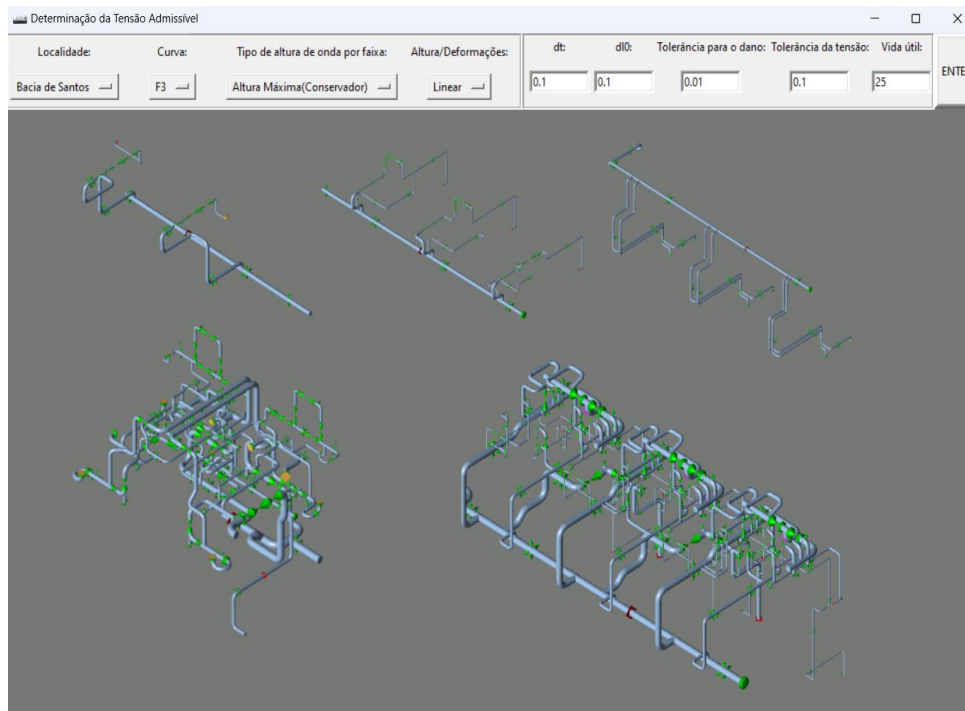 Determinação da Tensão Admissível
Localidade: Curva: Tipo de altura de onda por faixa: Altura/Deformações: dt: dl0: Tolerância para o dano: Tolerância da tensão: Vida útil:
Bacia de Santos F3 Altura Máxima(Conservador) Linear 0.1 0.1 0.01 0.1 25 ENTE